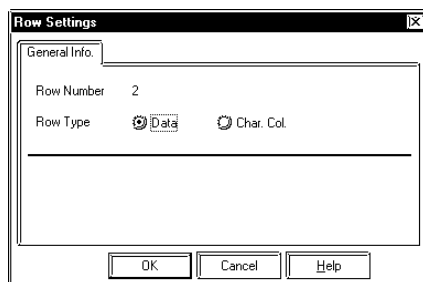 Row Settings
General Info.
Row Number 2
Row Type Data Char. Col.
OK Cancel Help